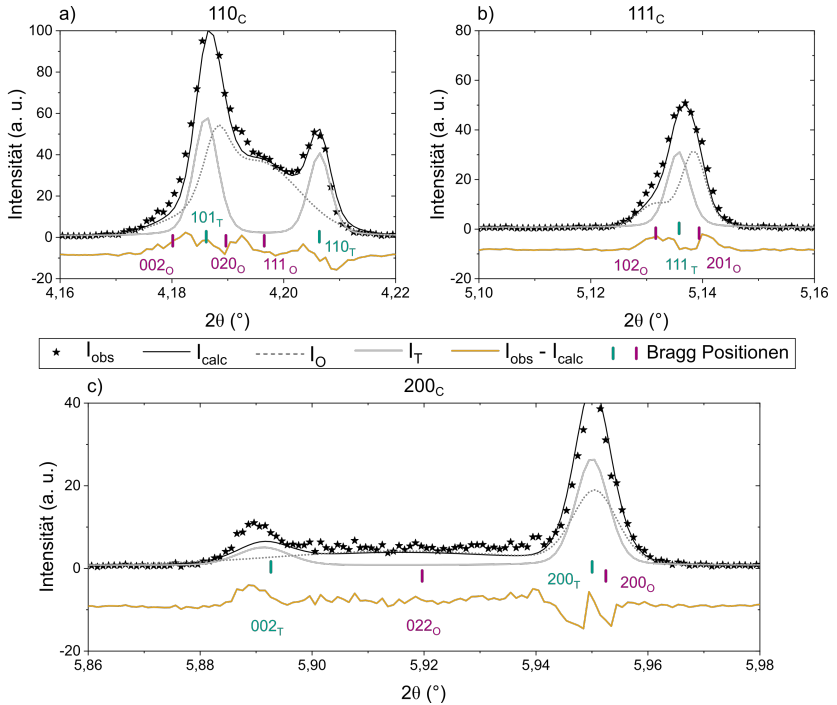 a) 110C
b) 111C
100
80
60
40
20
0
-20
80
60
40
20
0
-20
Intensität (a. u.)
Intensität (a. u.)
101T
002O 020O 111O 110T
102O 111T 201O
4,16 4,18 4,20 4,22
5,10 5,12 5,14 5,16
2θ (°)
2θ (°)
Iobs Icalc IO IT Iobs - Icalc Bragg Positionen
c) 200C
40
20
0
-20
Intensität (a. u.)
002T 022O 200T 200O
5,86 5,88 5,90 5,92 5,94 5,96 5,98
2θ (°)